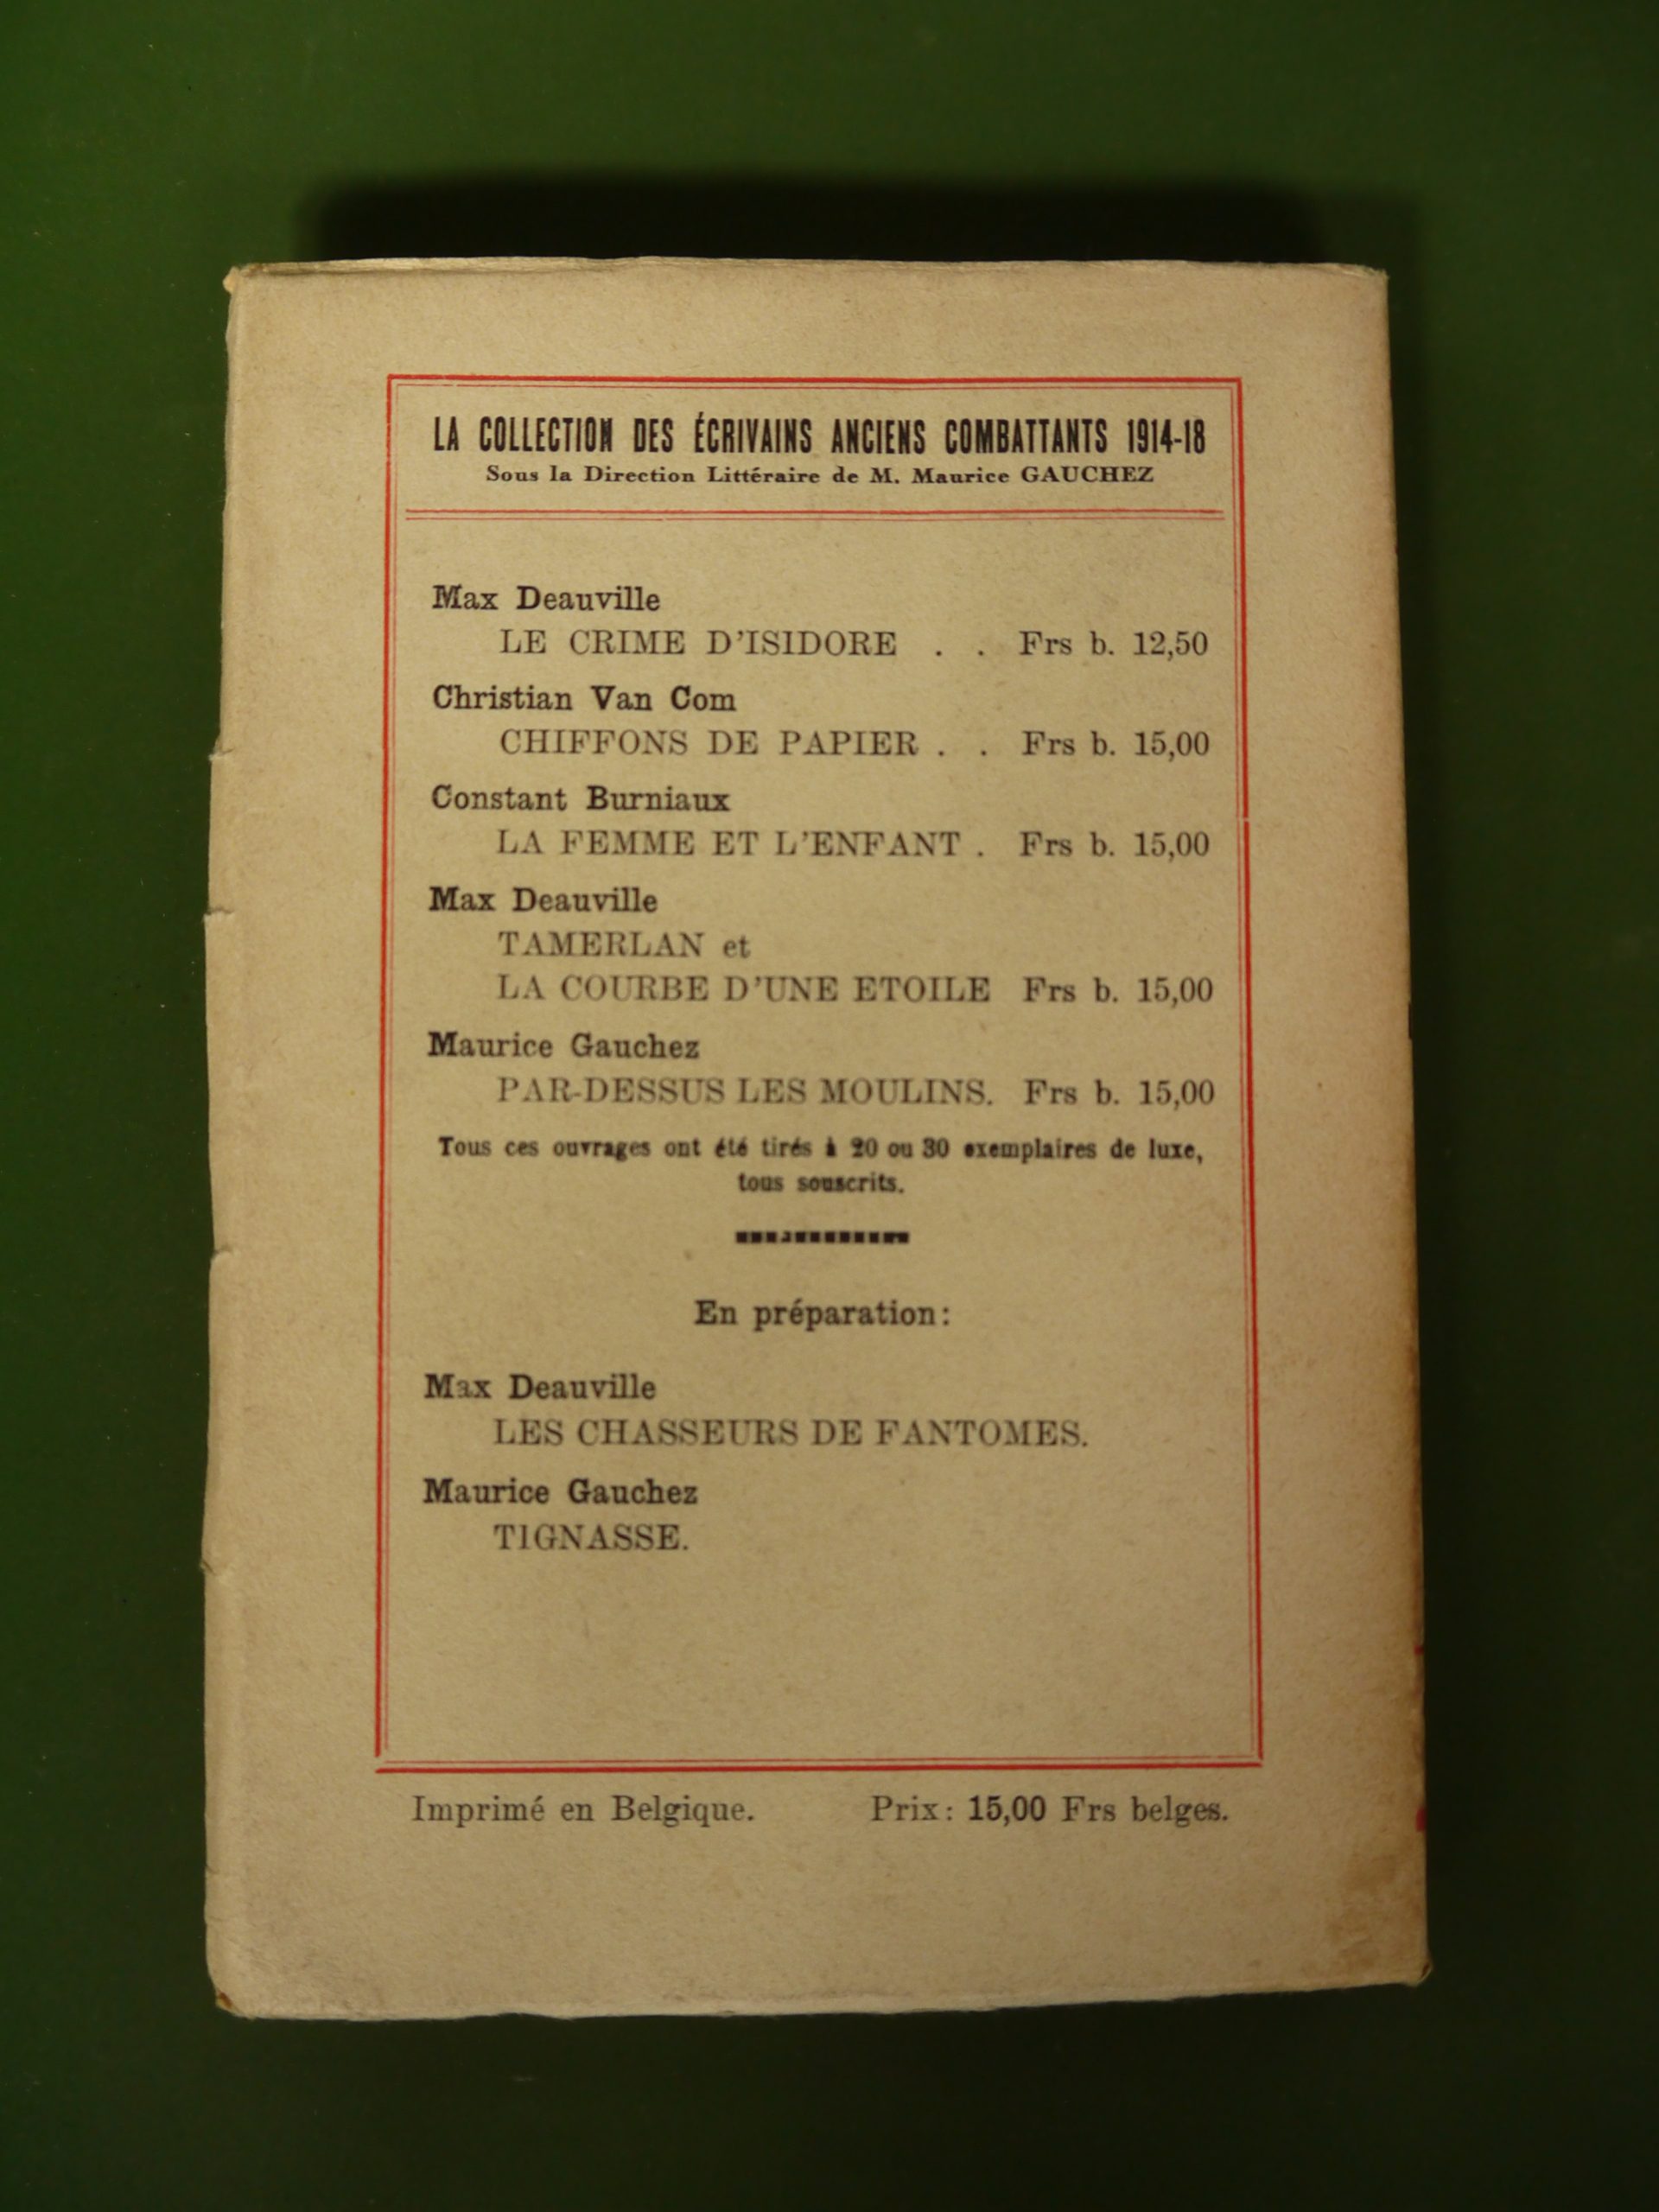 LA COLLECTION DES ÉCRIVAINS ANCIENS COMBATTANTS 1914-18
Sous la Direction Littéraire de M. Maurice GAUCHEZ
Max Deauville
LE CRIME D'ISIDORE . . Frs b. 12,50
Christian Van Com
CHIFFONS DE PAPIER . . Frs b. 15,00
Constant Burniaux
LA FEMME ET L'ENFANT . Frs b. 15,00
Max Deauville
TAMERLAN et
LA COURBE D'UNE ETOILE Frs b. 15,00
Maurice Gauchez
PAR-DESSUS LES MOULINS. Frs b. 15,00
Tous ces ouvrages ont été tirés à 20 ou 30 exemplaires de luxe,
tous souscrits.
En préparation:
Max Deauville
LES CHASSEURS DE FANTOMES.
Maurice Gauchez
TIGNASSE.
Imprimé en Belgique. Prix: 15,00 Frs belges.